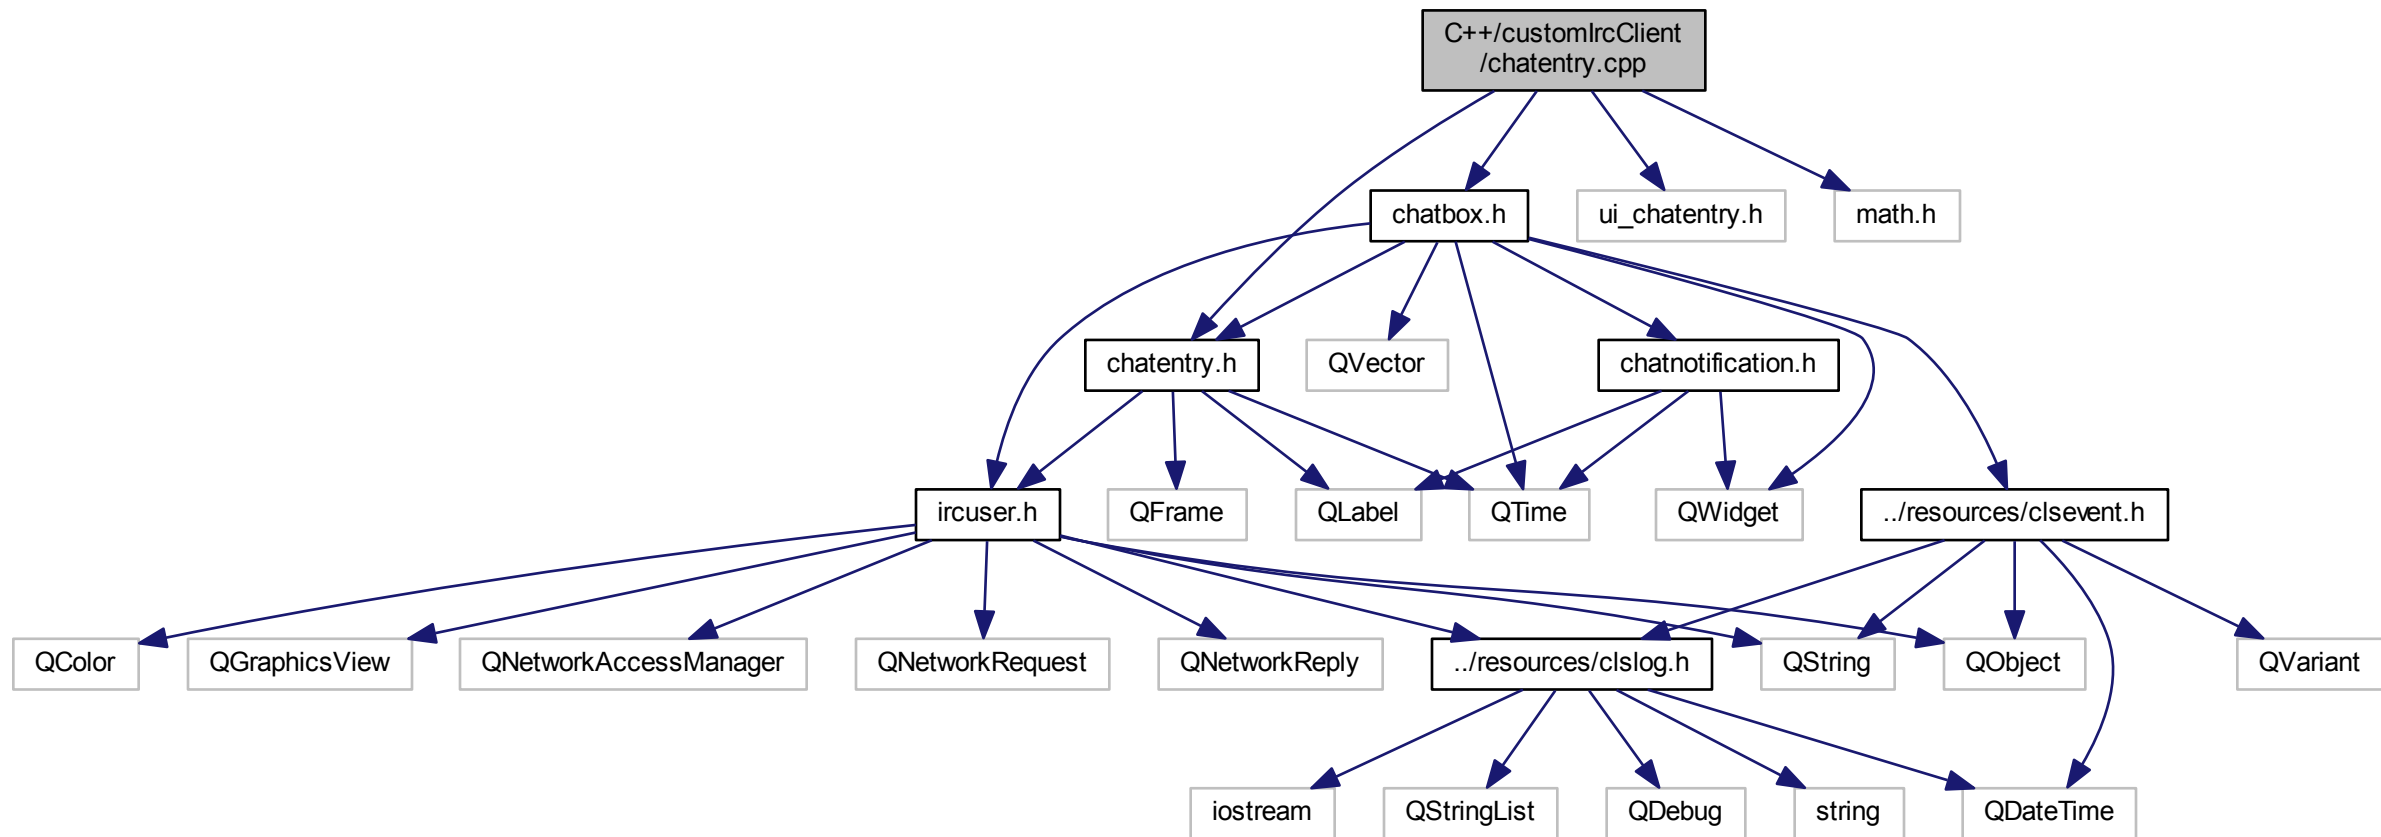 C++/customIrcClient
/chatentry.cpp
chatbox.h
ui_chatentry.h
math.h
chatentry.h
QVector
chatnotification.h
ircuser.h
QFrame
QLabel
QTime
QWidget
../resources/clsevent.h
QColor
QGraphicsView
QNetworkAccessManager
QNetworkRequest
QNetworkReply
../resources/clslog.h
QString
QObject
QVariant
iostream
QStringList
QDebug
string
QDateTime